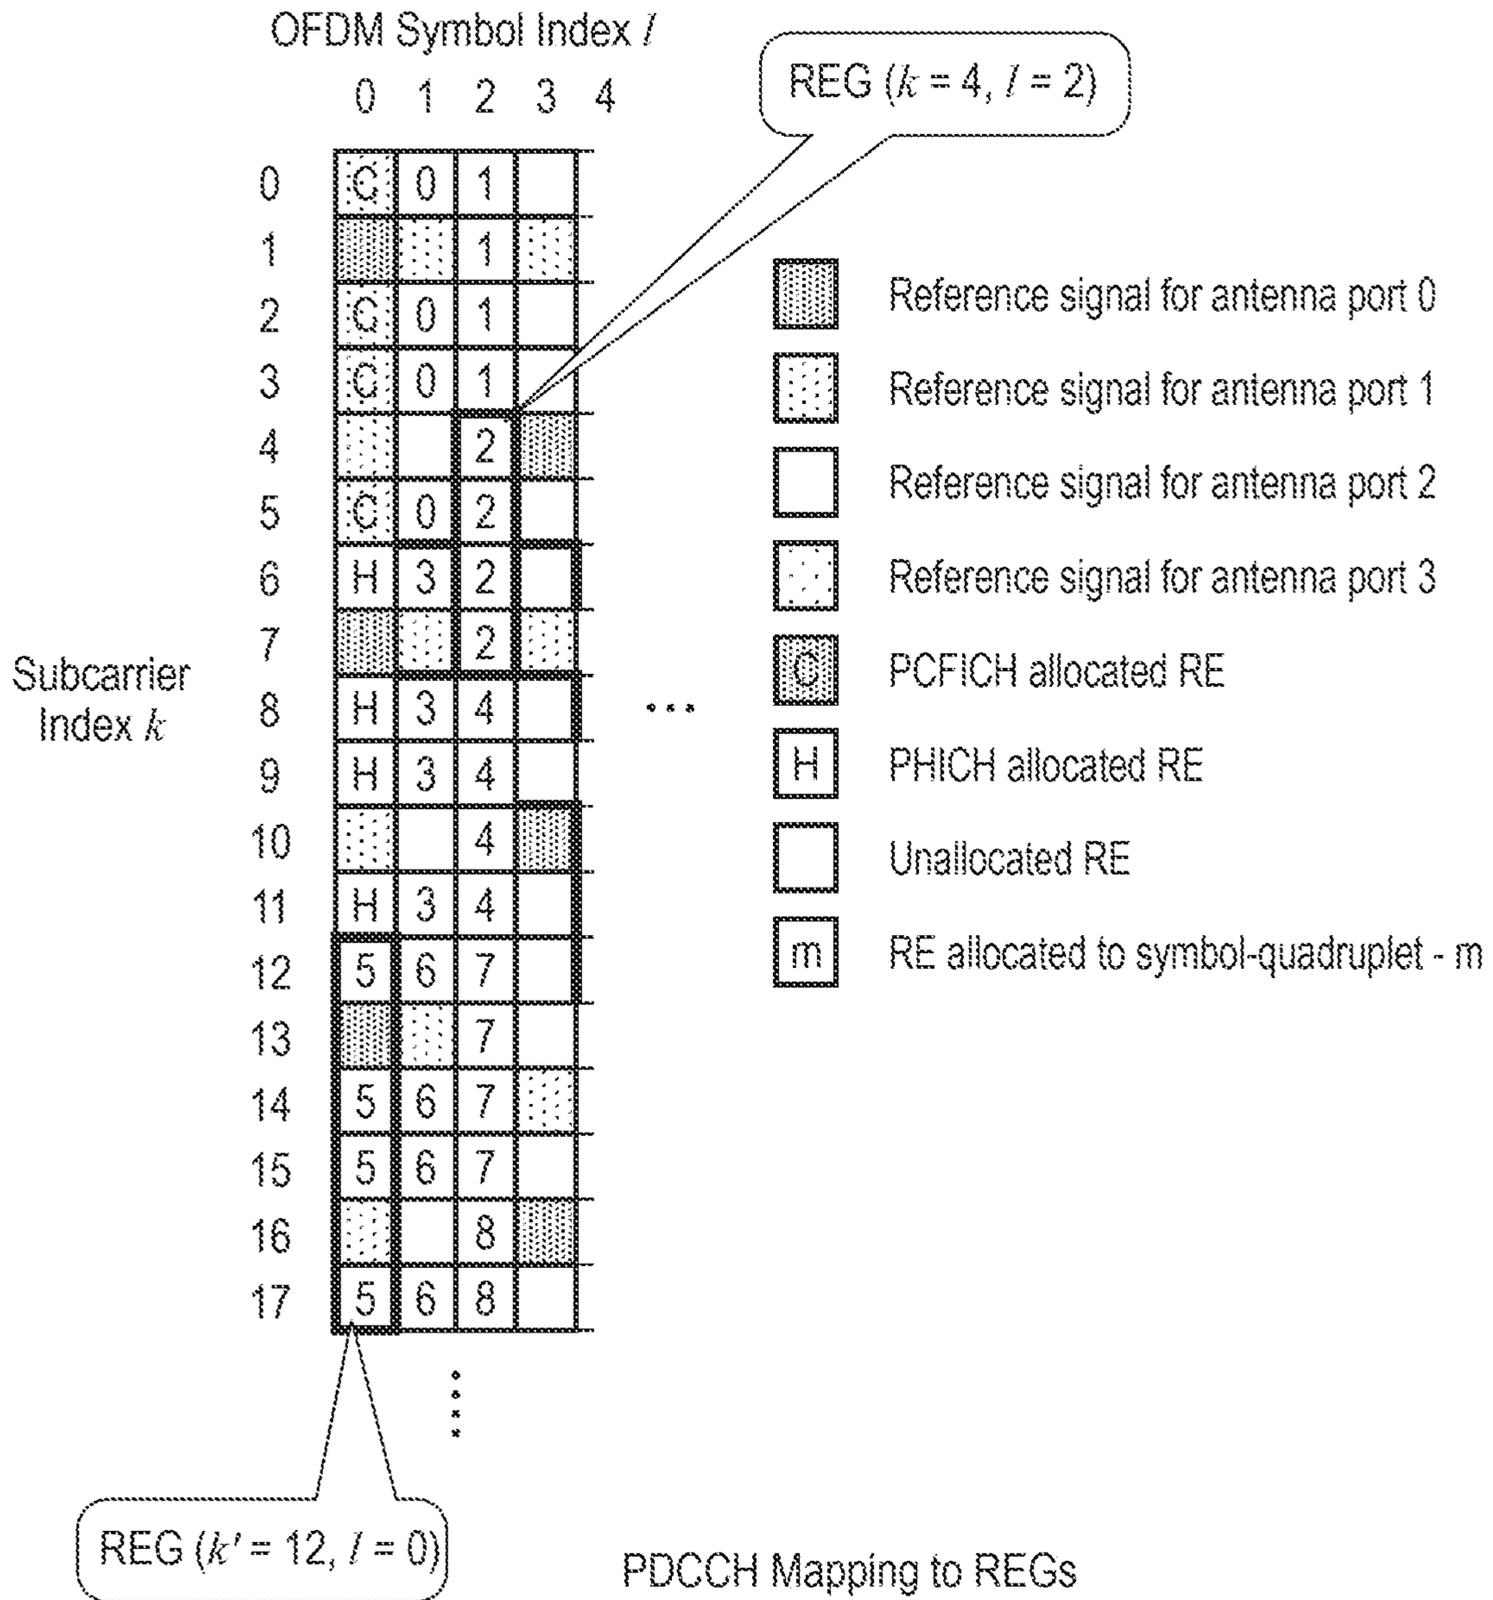 OFDM Symbol Index l
0 1 2 3 4
REG (k = 4, l = 2)
0 C 0 1
1 1
2 C 0 1
3 C 0 1
4 2
5 C 0 2
6 H 3 2
7 2
8 H 3 4
9 H 3 4
10 4
11 H 3 4
12 5 6 7
13 7
14 5 6 7
15 5 6 7
16 8
17 5 6 8
Subcarrier
Index k
Reference signal for antenna port 0
Reference signal for antenna port 1
Reference signal for antenna port 2
Reference signal for antenna port 3
C PCFICH allocated RE
H PHICH allocated RE
Unallocated RE
m RE allocated to symbol-quadruplet - m
REG (k' = 12, l = 0)
PDCCH Mapping to REGs